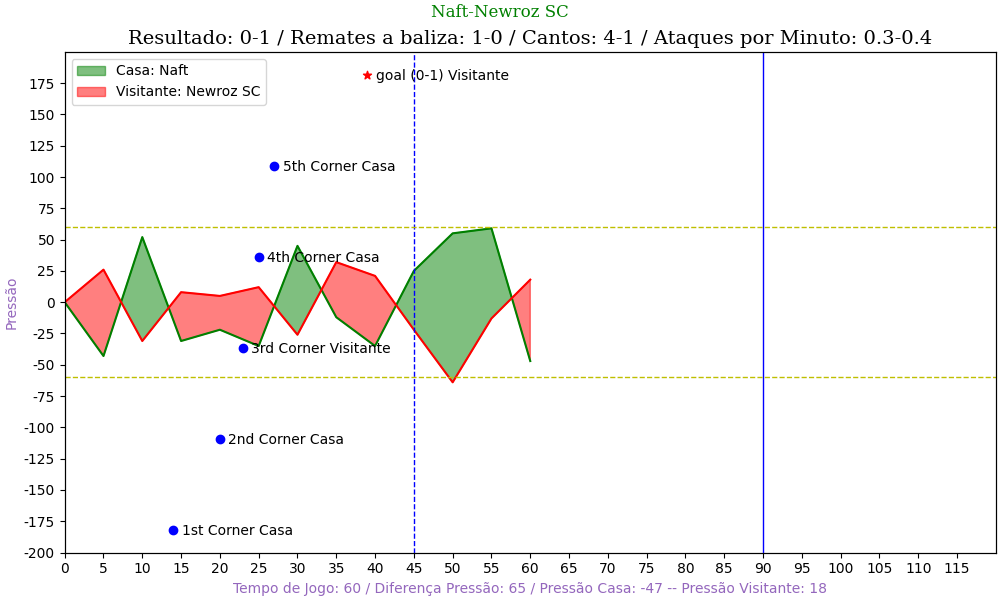 Naft-Newroz SC
Resultado: 0-1 / Remates a baliza: 1-0 / Cantos: 4-1 / Ataques por Minuto: 0.3-0.4
Casa: Naft
Visitante: Newroz SC
goal (0-1) Visitante
5th Corner Casa
4th Corner Casa
3rd Corner Visitante
2nd Corner Casa
1st Corner Casa
Pressão
175
150
125
100
75
50
25
0
-25
-50
-75
-100
-125
-150
-175
-200
0 5 10 15 20 25 30 35 40 45 50 55 60 65 70 75 80 85 90 95 100 105 110 115
Tempo de Jogo: 60 / Diferença Pressão: 65 / Pressão Casa: -47 -- Pressão Visitante: 18